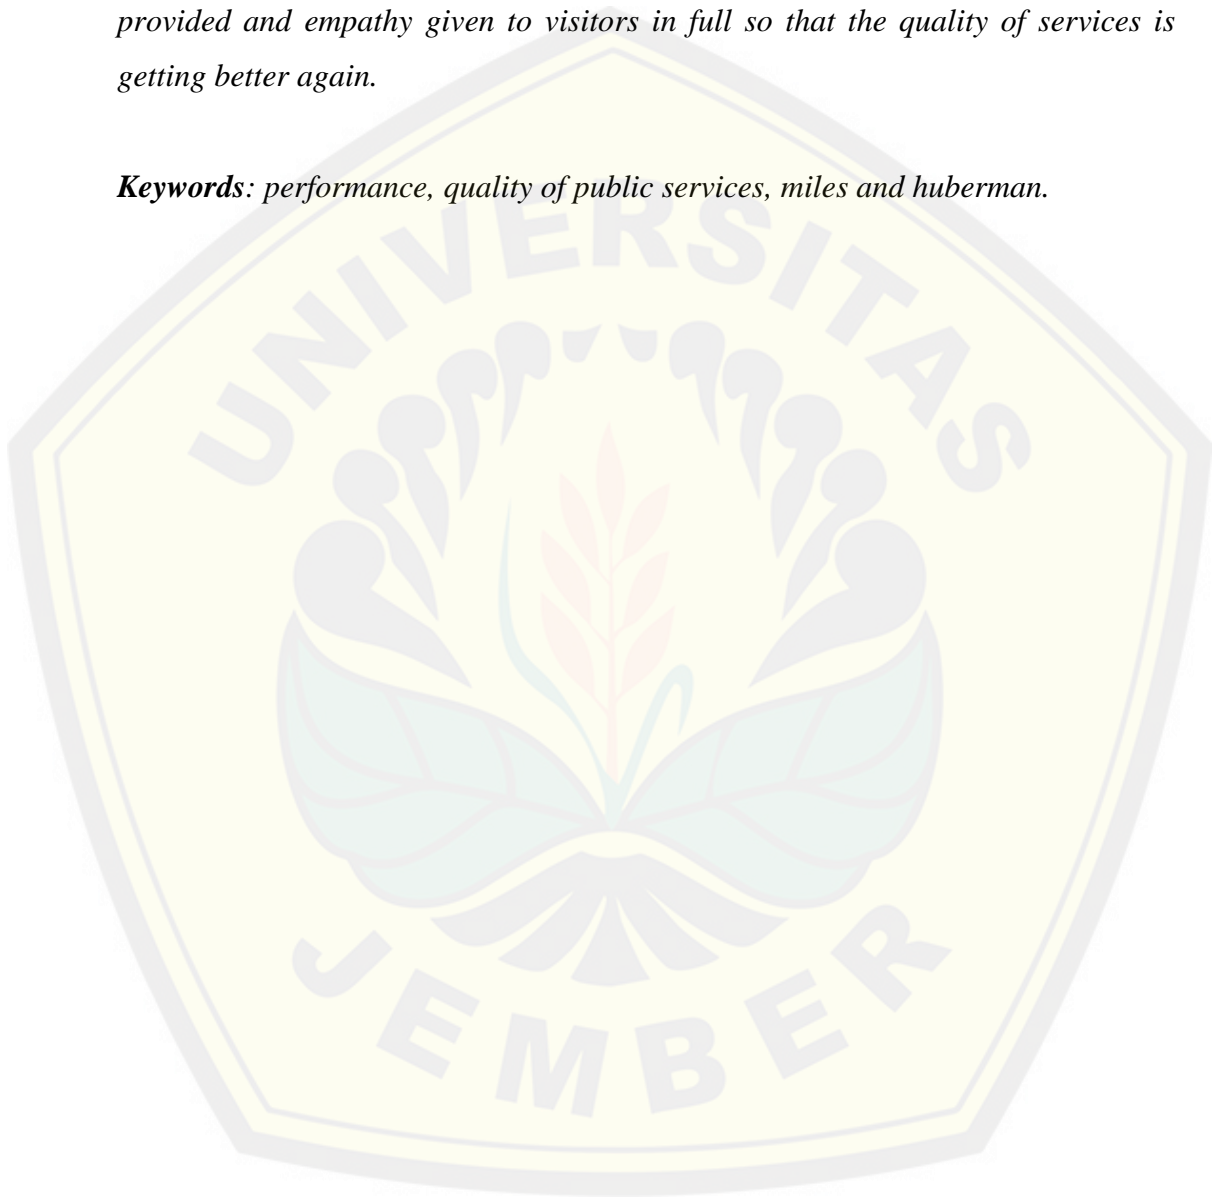 provided and empathy given to visitors in full so that the quality of services is
getting better again.
Keywords: performance, quality of public services, miles and huberman.
UNIVERSITAS
JEMBER